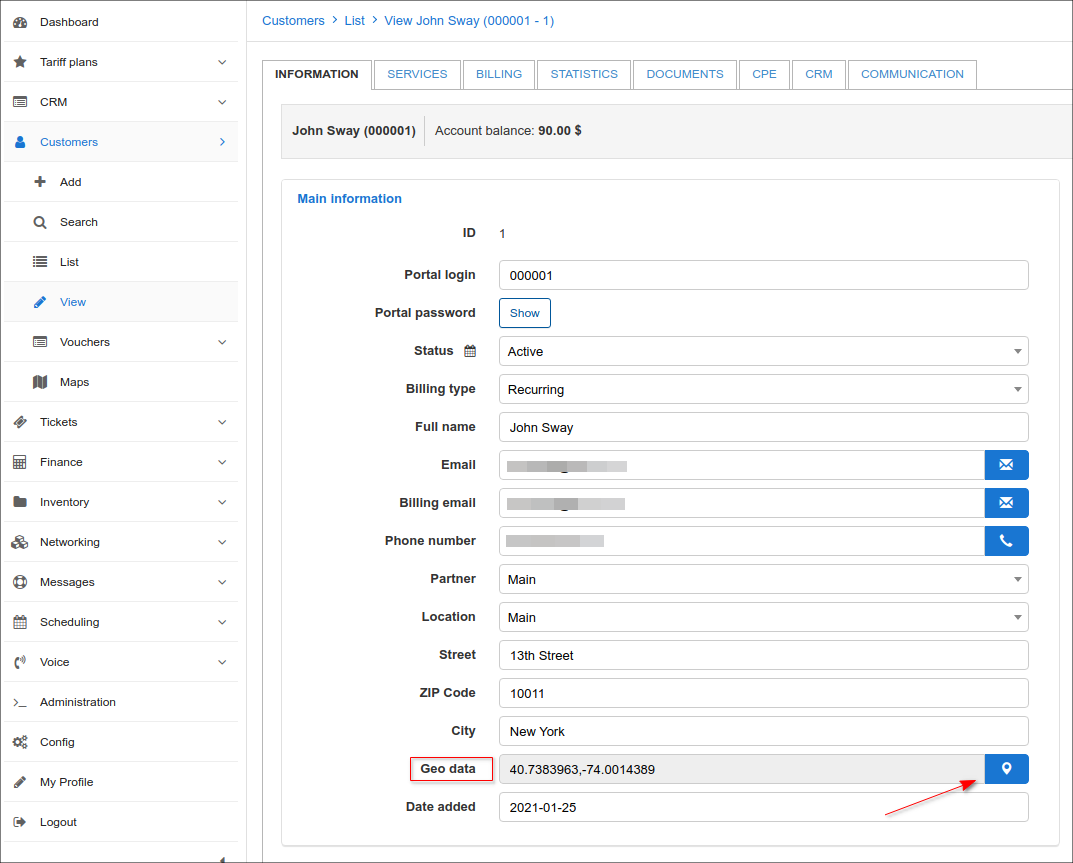 Dashboard
Tariff plans
CRM
Customers
Add
Search
List
View
Vouchers
Maps
Tickets
Finance
Inventory
Networking
Messages
Scheduling
Voice
Administration
Config
My Profile
Logout
Customers > List > View John Sway (000001 - 1)
INFORMATION SERVICES BILLING STATISTICS DOCUMENTS CPE CRM COMMUNICATION
John Sway (000001) Account balance: 90.00 $
Main information
ID 1
Portal login 000001
Portal password Show
Status Active
Billing type Recurring
Full name John Sway
Email
Billing email
Phone number
Partner Main
Location Main
Street 13th Street
ZIP Code 10011
City New York
Geo data 40.7383963,-74.0014389
Date added 2021-01-25